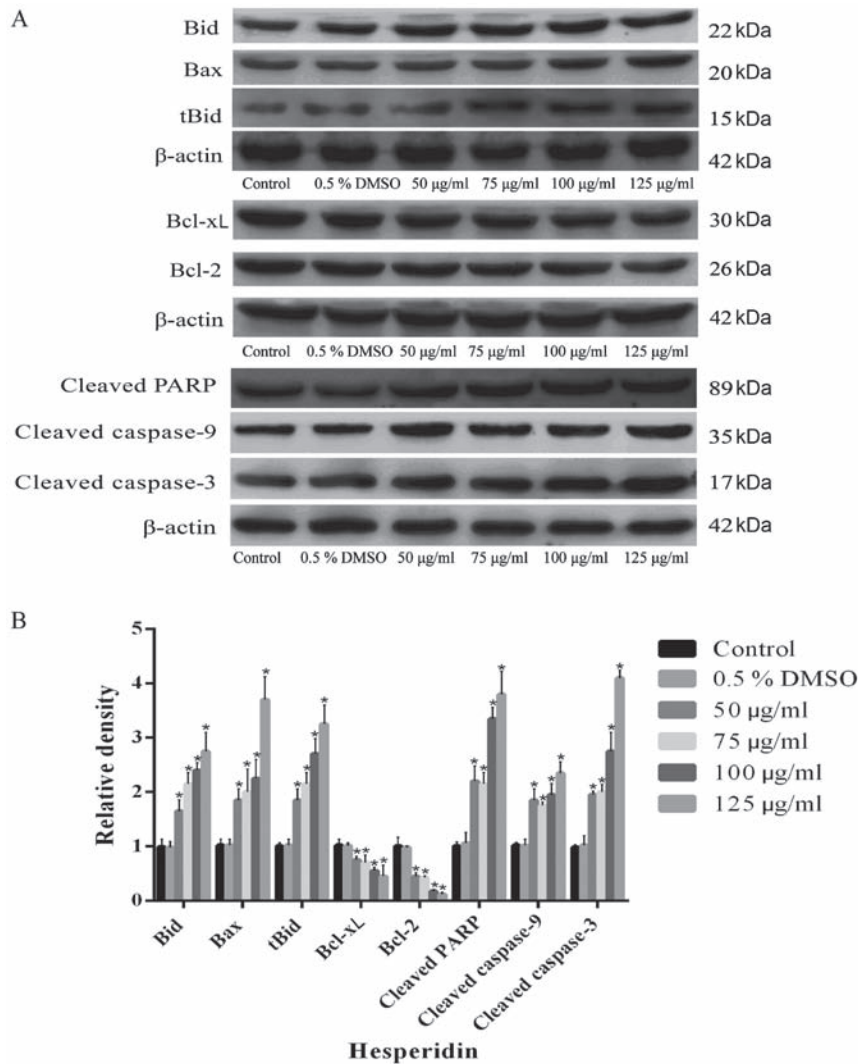 A
Bid 22 kDa
Bax 20 kDa
tBid 15 kDa
β-actin 42 kDa
Control 0.5 % DMSO 50 µg/ml 75 µg/ml 100 µg/ml 125 µg/ml
Bcl-xL 30 kDa
Bcl-2 26 kDa
β-actin 42 kDa
Control 0.5 % DMSO 50 µg/ml 75 µg/ml 100 µg/ml 125 µg/ml
Cleaved PARP 89 kDa
Cleaved caspase-9 35 kDa
Cleaved caspase-3 17 kDa
β-actin 42 kDa
Control 0.5 % DMSO 50 µg/ml 75 µg/ml 100 µg/ml 125 µg/ml
B
Relative density
5
4
3
2
1
0
Bid
Bax
tBid
Bcl-xL
Bcl-2
Cleaved PARP
Cleaved caspase-9
Cleaved caspase-3
Hesperidin
Control
0.5 % DMSO
50 µg/ml
75 µg/ml
100 µg/ml
125 µg/ml